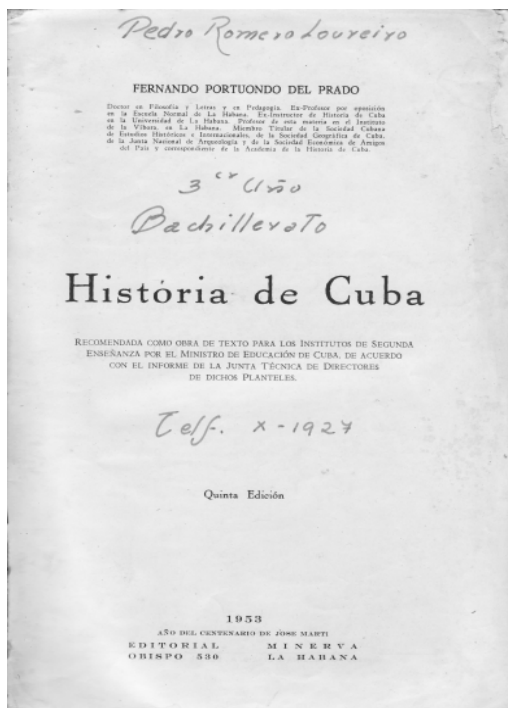 Pedro Romero Loureiro
FERNANDO PORTUONDO DEL PRADO
Doctor en Filosofía y Letras y en Pedagogía. Ex-Profesor por oposición
en la Escuela Normal de La Habana. Ex-Instructor de Historia de Cuba
en la Universidad de La Habana. Profesor de esta materia en el Instituto
de la Víbora, en La Habana. Miembro Titular de la Sociedad Cubana
de Estudios Históricos e Internacionales, de la Sociedad Geográfica de Cuba,
de la Junta Nacional de Arqueología y de la Sociedad Económica de Amigos
del País y correspondiente de la Academia de la Historia de Cuba.
3er Año
Bachillerato
História de Cuba
RECOMENDADA COMO OBRA DE TEXTO PARA LOS INSTITUTOS DE SEGUNDA
ENSEÑANZA POR EL MINISTRO DE EDUCACIÓN DE CUBA, DE ACUERDO
CON EL INFORME DE LA JUNTA TÉCNICA DE DIRECTORES
DE DICHOS PLANTELES.
Telf. X-1927
Quinta Edición
1953
AÑO DEL CENTENARIO DE JOSE MARTI
EDITORIAL MINERVA
OBISPO 530 LA HABANA